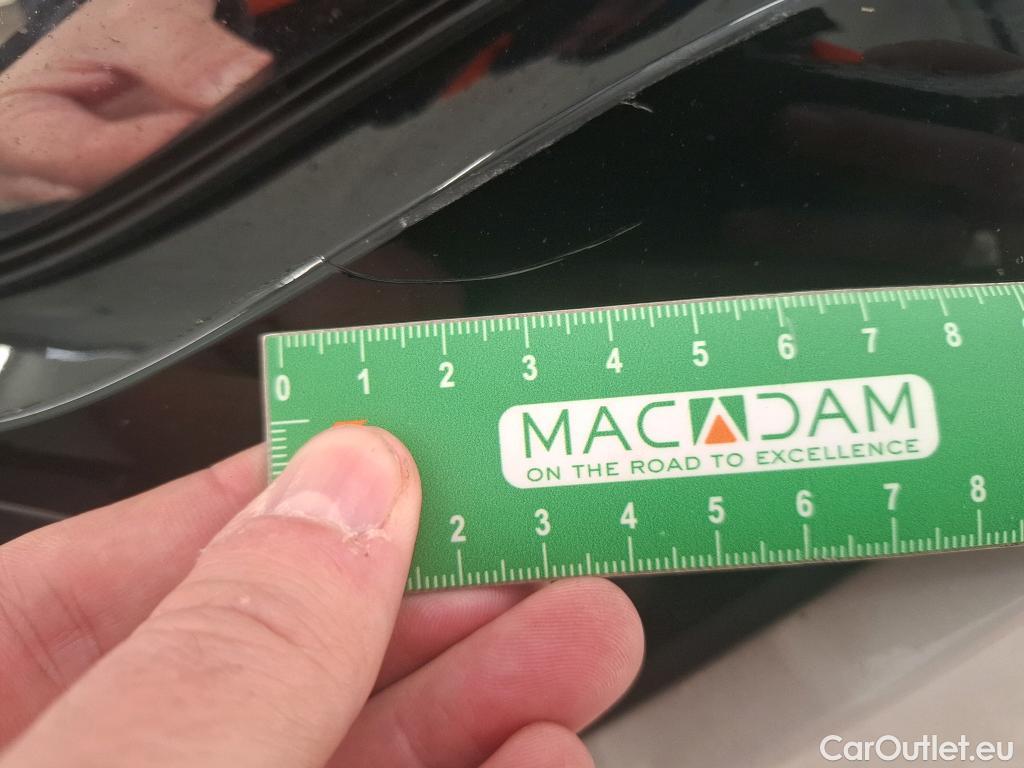 0 1 2 3 4 5 6 7 8
MACADAM
ON THE ROAD TO EXCELLENCE
2 3 4 5 6 7 8
CarOutlet.eu